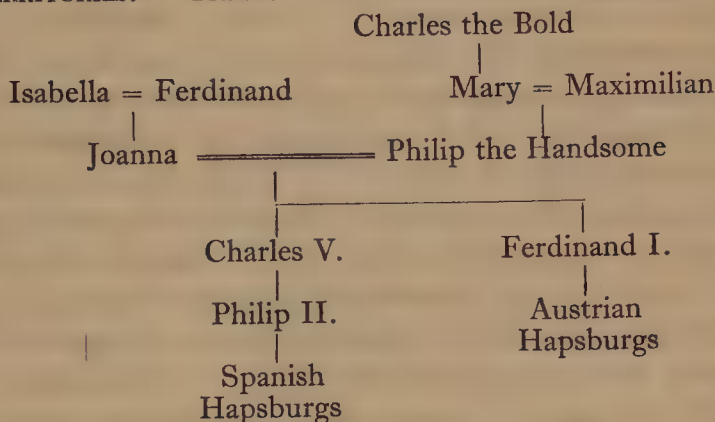 Charles the Bold
Isabella = Ferdinand Mary = Maximilian
Joanna Philip the Handsome
Charles V. Ferdinand I.
Philip II. Austrian
Hapsburgs
Spanish
Hapsburgs